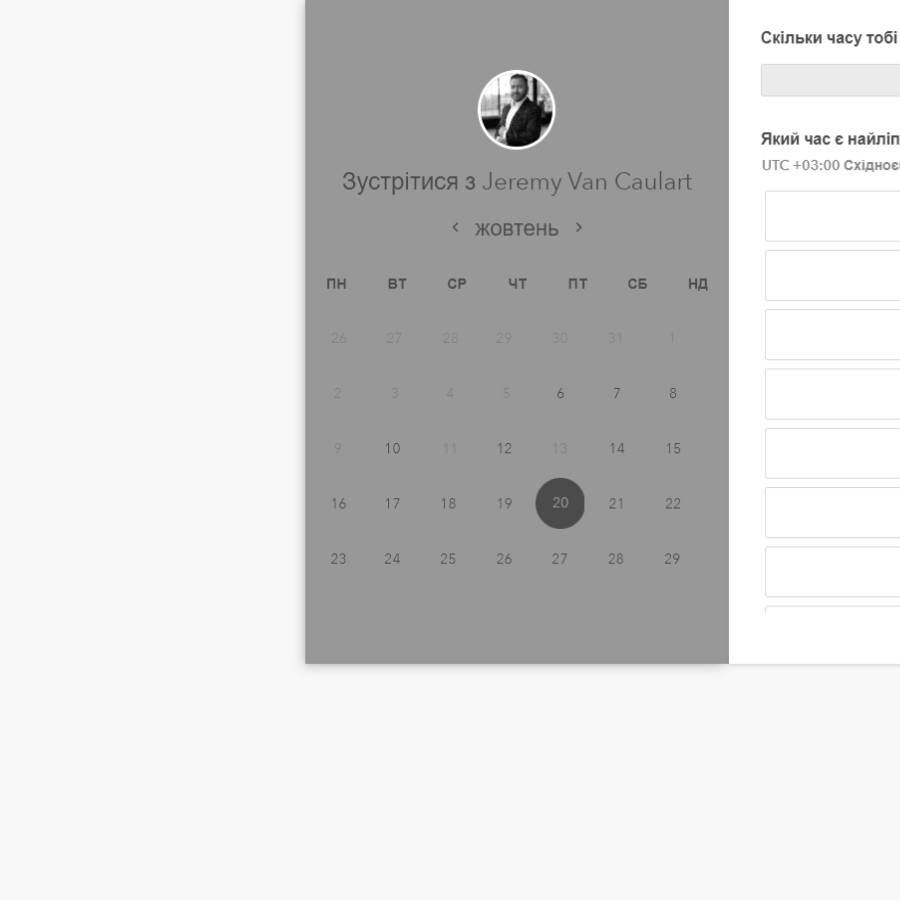 Зустрітися з Jeremy Van Caulart
жовтень
ПН ВТ СР ЧТ ПТ СБ НД
26 27 28 29 30 31 1
2 3 4 5 6 7 8
9 10 11 12 13 14 15
16 17 18 19 20 21 22
23 24 25 26 27 28 29
Скільки часу тобі
Який час є
UTC +03:00